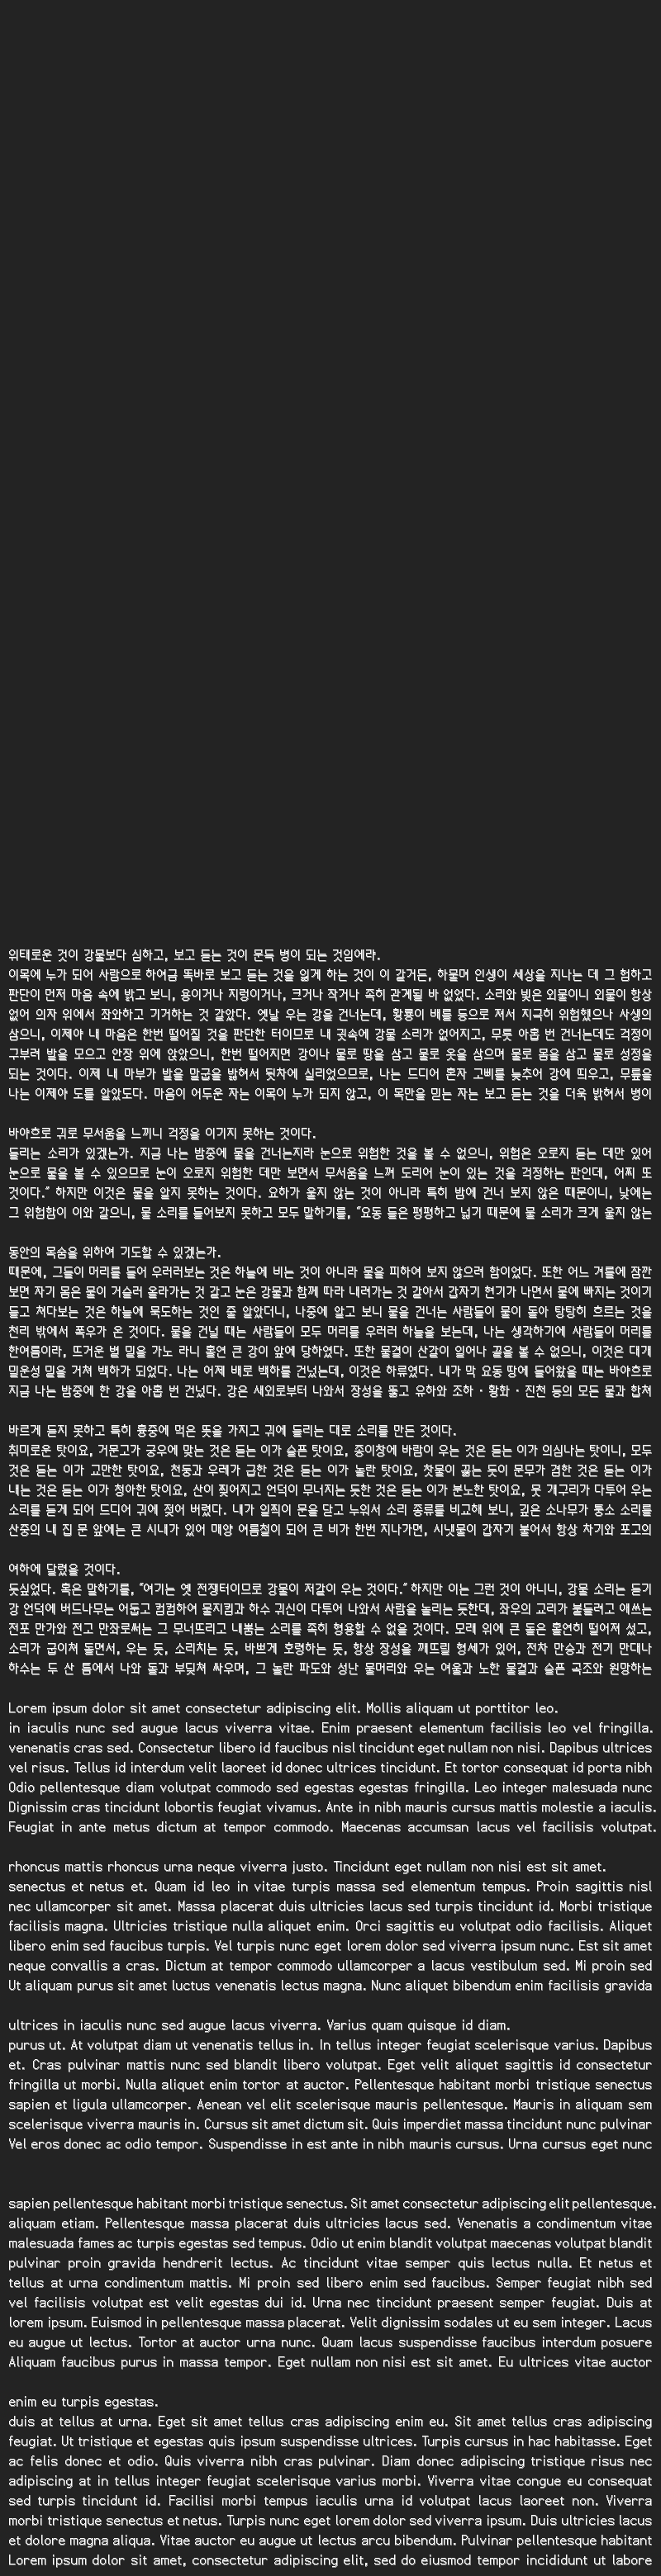 위태로운 것이 강물보다 심하고, 보고 듣는 것이 문득 병이 되는 것임에라.
이목에 누가 되어 사람으로 하여금 똑바로 보고 듣는 것을 잃게 하는 것이 이 같거든, 하물며 인생이 세상을 지나는 데 그 험하고
판단이 먼저 마음 속에 밝고 보니, 용이거나 지렁이거나, 크거나 작거나 족히 관계될 바 없었다. 소리와 빛은 외물이니 외물이 항상
없어 의자 위에서 좌와하고 기거하는 것 같았다. 옛날 우는 강을 건너는데, 황룡이 배를 등으로 져서 지극히 위험했으나 사생의
삼으니, 이제야 내 마음은 한번 떨어질 것을 판단한 터이므로 내 귓속에 강물 소리가 없어지고, 무릇 아홉 번 건너는데도 걱정이
구부려 발을 모으고 안장 위에 앉았으니, 한번 떨어지면 강이나 물로 땅을 삼고 물로 옷을 삼으며 물로 몸을 삼고 물로 성정을
되는 것이다. 이제 내 마부가 발을 말굽을 밟혀서 뒷차에 실리었으므로, 나는 드디어 혼자 고삐를 늦추어 강에 띄우고, 무릎을
나는 이제야 도를 알았도다. 마음이 어두운 자는 이목이 누가 되지 않고, 이 목만을 믿는 자는 보고 듣는 것을 더욱 밝혀서 병이

바야흐로 귀로 무서움을 느끼니 걱정을 이기지 못하는 것이다.
들리는 소리가 있겠는가. 지금 나는 밤중에 물을 건너는지라 눈으로 위험한 것을 볼 수 없으니, 위험은 오로지 듣는 데만 있어
눈으로 물을 볼 수 있으므로 눈이 오로지 위험한 데만 보면서 무서움을 느껴 도리어 눈이 있는 것을 걱정하는 판인데, 어찌 또
것이다.” 하지만 이것은 물을 알지 못하는 것이다. 요하가 울지 않는 것이 아니라 특히 밤에 건너 보지 않은 때문이니, 낮에는
그 위험함이 이와 같으니, 물 소리를 들어보지 못하고 모두 말하기를, “요동 들은 평평하고 넓기 때문에 물 소리가 크게 울지 않는

동안의 목숨을 위하여 기도할 수 있겠는가.
때문에, 그들이 머리를 들어 우러러보는 것은 하늘에 비는 것이 아니라 물을 피하여 보지 않으려 함이었다. 또한 어느 겨를에 잠깐
보면 자기 몸은 물이 거슬러 올라가는 것 같고 눈은 강물과 함께 따라 내려가는 것 같아서 갑자기 현기가 나면서 물에 빠지는 것이기
들고 쳐다보는 것은 하늘에 묵도하는 것인 줄 알았더니, 나중에 알고 보니 물을 건너는 사람들이 물이 돌아 탕탕히 흐르는 것을
천리 밖에서 폭우가 온 것이다. 물을 건널 때는 사람들이 모두 머리를 우러러 하늘을 보는데, 나는 생각하기에 사람들이 머리를
한여름이라, 뜨거운 볕 밑을 가노 라니 홀연 큰 강이 앞에 당하였다. 또한 물결이 산같이 일어나 끝을 볼 수 없으니, 이것은 대개
밀운성 밑을 거쳐 백하가 되었다. 나는 어제 배로 백하를 건넜는데, 이것은 하류였다. 내가 막 요동 땅에 들어왔을 때는 바야흐로
지금 나는 밤중에 한 강을 아홉 번 건넜다. 강은 새외로부터 나와서 장성을 뚫고 유하와 조하 · 황화 · 진천 등의 모든 물과 합쳐

바르게 듣지 못하고 특히 흉중에 먹은 뜻을 가지고 귀에 들리는 대로 소리를 만든 것이다.
취미로운 탓이요, 거문고가 궁우에 맞는 것은 듣는 이가 슬픈 탓이요, 종이창에 바람이 우는 것은 듣는 이가 의심나는 탓이니, 모두
것은 듣는 이가 교만한 탓이요, 천둥과 우레가 급한 것은 듣는 이가 놀란 탓이요, 찻물이 끓는 듯이 문무가 겸한 것은 듣는 이가
내는 것은 듣는 이가 청아한 탓이요, 산이 찢어지고 언덕이 무너지는 듯한 것은 듣는 이가 분노한 탓이요, 뭇 개구리가 다투어 우는
소리를 듣게 되어 드디어 귀에 젖어 버렸다. 내가 일찍이 문을 닫고 누워서 소리 종류를 비교해 보니, 깊은 소나무가 퉁소 소리를
산중의 내 집 문 앞에는 큰 시내가 있어 매양 여름철이 되어 큰 비가 한번 지나가면, 시냇물이 갑자기 불어서 항상 차기와 포고의

여하에 달렸을 것이다.
듯싶었다. 혹은 말하기를, “여기는 옛 전쟁터이므로 강물이 저같이 우는 것이다.” 하지만 이는 그런 것이 아니니, 강물 소리는 듣기
강 언덕에 버드나무는 어둡고 컴컴하여 물지킴과 하수 귀신이 다투어 나와서 사람을 놀리는 듯한데, 좌우의 교리가 붙들려고 애쓰는
전포 만가와 전고 만좌로써는 그 무너뜨리고 내뿜는 소리를 족히 형용할 수 없을 것이다. 모래 위에 큰 돌은 홀연히 떨어져 섰고,
소리가 굽이쳐 돌면서, 우는 듯, 소리치는 듯, 바쁘게 호령하는 듯, 항상 장성을 깨뜨릴 형세가 있어, 전차 만승과 전기 만대나
하수는 두 산 틈에서 나와 돌과 부딪쳐 싸우며, 그 놀란 파도와 성난 물머리와 우는 여울과 노한 물결과 슬픈 곡조와 원망하는

Lorem ipsum dolor sit amet consectetur adipiscing elit. Mollis aliquam ut porttitor leo.
in iaculis nunc sed augue lacus viverra vitae. Enim praesent elementum facilisis leo vel fringilla.
venenatis cras sed. Consectetur libero id faucibus nisl tincidunt eget nullam non nisi. Dapibus ultrices
vel risus. Tellus id interdum velit laoreet id donec ultrices tincidunt. Et tortor consequat id porta nibh
Odio pellentesque diam volutpat commodo sed egestas egestas fringilla. Leo integer malesuada nunc
Dignissim cras tincidunt lobortis feugiat vivamus. Ante in nibh mauris cursus mattis molestie a iaculis.
Feugiat in ante metus dictum at tempor commodo. Maecenas accumsan lacus vel facilisis volutpat.

rhoncus mattis rhoncus urna neque viverra justo. Tincidunt eget nullam non nisi est sit amet.
senectus et netus et. Quam id leo in vitae turpis massa sed elementum tempus. Proin sagittis nisl
nec ullamcorper sit amet. Massa placerat duis ultricies lacus sed turpis tincidunt id. Morbi tristique
facilisis magna. Ultricies tristique nulla aliquet enim. Orci sagittis eu volutpat odio facilisis. Aliquet
libero enim sed faucibus turpis. Vel turpis nunc eget lorem dolor sed viverra ipsum nunc. Est sit amet
neque convallis a cras. Dictum at tempor commodo ullamcorper a lacus vestibulum sed. Mi proin sed
Ut aliquam purus sit amet luctus venenatis lectus magna. Nunc aliquet bibendum enim facilisis gravida

ultrices in iaculis nunc sed augue lacus viverra. Varius quam quisque id diam.
purus ut. At volutpat diam ut venenatis tellus in. In tellus integer feugiat scelerisque varius. Dapibus
et. Cras pulvinar mattis nunc sed blandit libero volutpat. Eget velit aliquet sagittis id consectetur
fringilla ut morbi. Nulla aliquet enim tortor at auctor. Pellentesque habitant morbi tristique senectus
sapien et ligula ullamcorper. Aenean vel elit scelerisque mauris pellentesque. Mauris in aliquam sem
scelerisque viverra mauris in. Cursus sit amet dictum sit. Quis imperdiet massa tincidunt nunc pulvinar
Vel eros donec ac odio tempor. Suspendisse in est ante in nibh mauris cursus. Urna cursus eget nunc

sapien pellentesque habitant morbi tristique senectus. Sit amet consectetur adipiscing elit pellentesque.
aliquam etiam. Pellentesque massa placerat duis ultricies lacus sed. Venenatis a condimentum vitae
malesuada fames ac turpis egestas sed tempus. Odio ut enim blandit volutpat maecenas volutpat blandit
pulvinar proin gravida hendrerit lectus. Ac tincidunt vitae semper quis lectus nulla. Et netus et
tellus at urna condimentum mattis. Mi proin sed libero enim sed faucibus. Semper feugiat nibh sed
vel facilisis volutpat est velit egestas dui id. Urna nec tincidunt praesent semper feugiat. Duis at
lorem ipsum. Euismod in pellentesque massa placerat. Velit dignissim sodales ut eu sem integer. Lacus
eu augue ut lectus. Tortor at auctor urna nunc. Quam lacus suspendisse faucibus interdum posuere
Aliquam faucibus purus in massa tempor. Eget nullam non nisi est sit amet. Eu ultrices vitae auctor

enim eu turpis egestas.
duis at tellus at urna. Eget sit amet tellus cras adipiscing enim eu. Sit amet tellus cras adipiscing
feugiat. Ut tristique et egestas quis ipsum suspendisse ultrices. Turpis cursus in hac habitasse. Eget
ac felis donec et odio. Quis viverra nibh cras pulvinar. Diam donec adipiscing tristique risus nec
adipiscing at in tellus integer feugiat scelerisque varius morbi. Viverra vitae congue eu consequat
sed turpis tincidunt id. Facilisi morbi tempus iaculis urna id volutpat lacus laoreet non. Viverra
morbi tristique senectus et netus. Turpis nunc eget lorem dolor sed viverra ipsum. Duis ultricies lacus
et dolore magna aliqua. Vitae auctor eu augue ut lectus arcu bibendum. Pulvinar pellentesque habitant
Lorem ipsum dolor sit amet, consectetur adipiscing elit, sed do eiusmod tempor incididunt ut labore